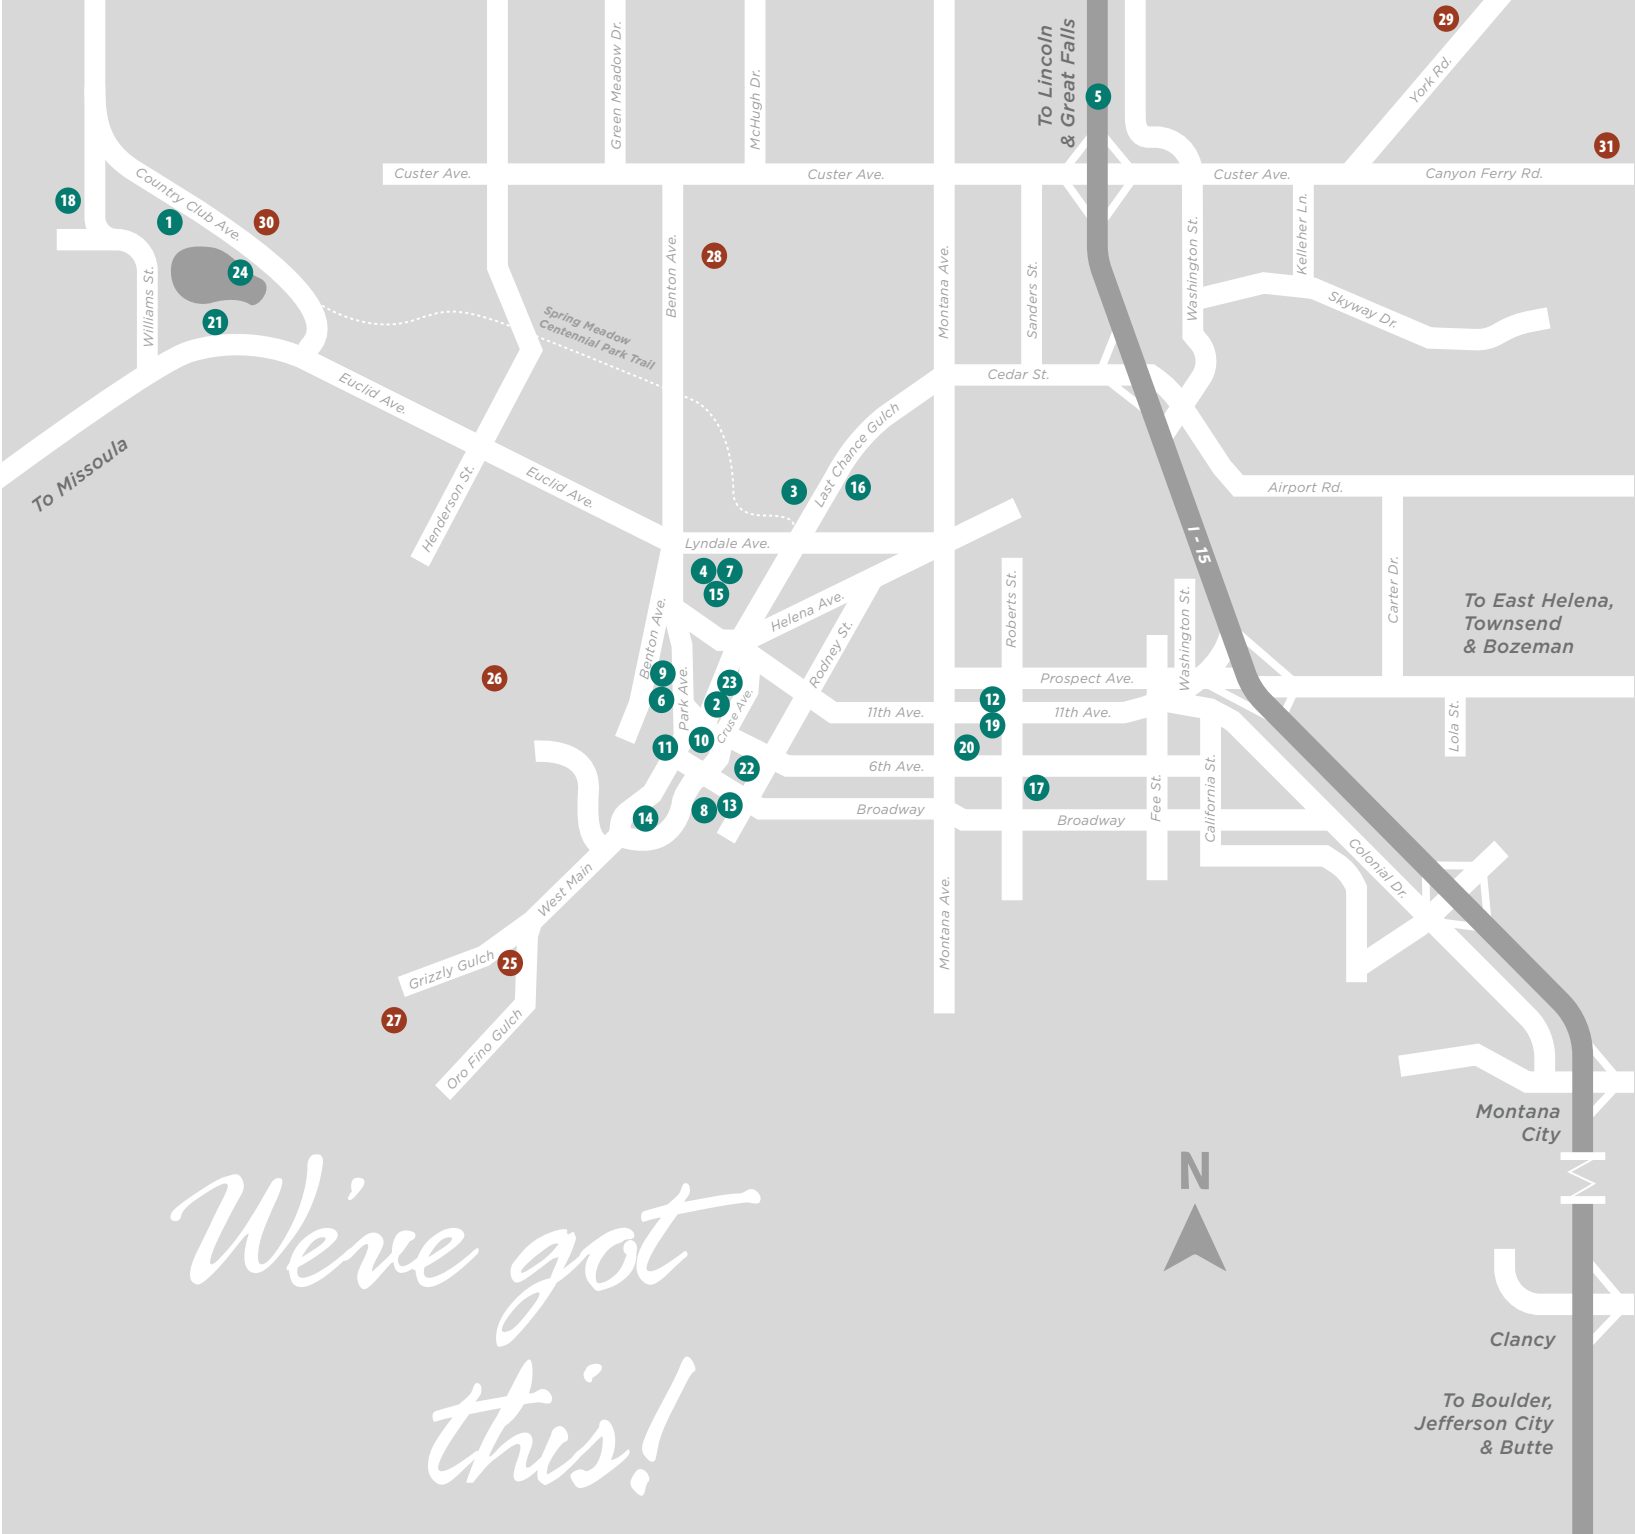 29
To Lincoln
& Great Falls
Green Meadow Dr.
McHugh Dr.
5
York Rd.
31
Custer Ave.
Custer Ave.
Custer Ave.
Canyon Ferry Rd.
18
1
Country Club Ave.
30
24
21
Williams St.
28
Benton Ave.
Montana Ave.
Sanders St.
Washington St.
Kelleher Ln.
Skyway Dr.
Spring Meadow
Centennial Park Trail
Cedar St.
Euclid Ave.
To Missoula
Last Chance Gulch
Euclid Ave.
Henderson St.
3
16
Airport Rd.
Lyndale Ave.
I - 15
4
7
15
Helena Ave.
Roberts St.
Washington St.
Carter Dr.
To East Helena,
Townsend
& Bozeman
Benton Ave.
Rodney St.
26
9
6
Park Ave.
23
2
Cruse Ave.
Prospect Ave.
12
11th Ave.
11th Ave.
19
Lola St.
11
10
20
22
6th Ave.
17
Fee St.
California St.
14
8
13
Broadway
Broadway
Colonial Dr.
West Main
Montana Ave.
Grizzly Gulch
25
27
Oro Fino Gulch
Montana
City
N
We've got
this!
Clancy
To Boulder,
Jefferson City
& Butte